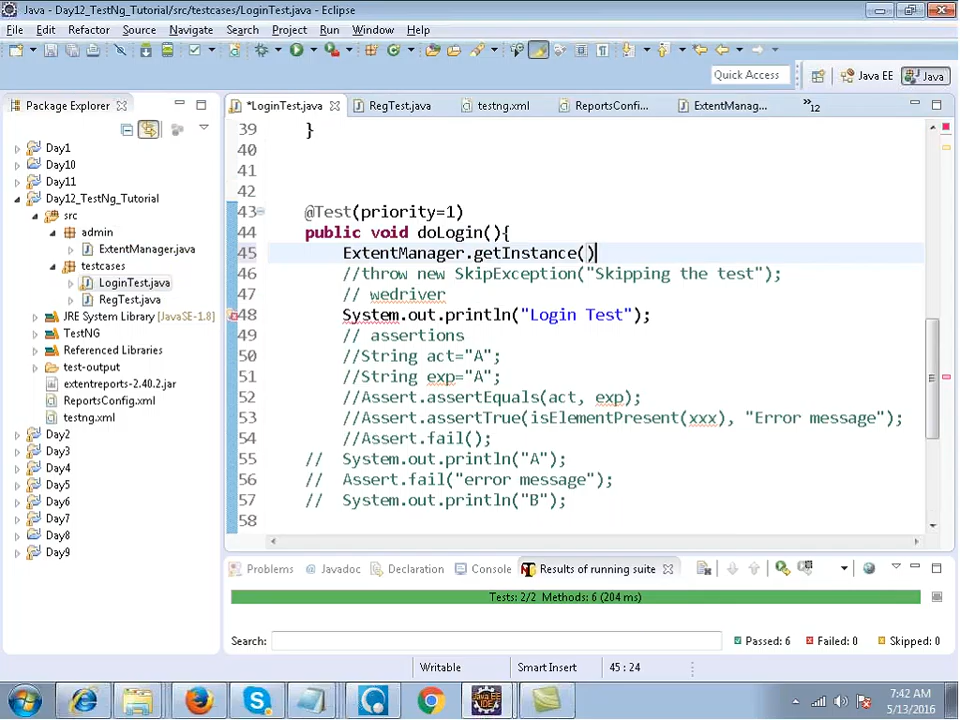 Java - Day12_TestNg_Tutorial/src/testcases/LoginTest.java - Eclipse
File Edit Refactor Source Navigate Search Project Run Window Help
Quick Access Java EE Java
Package Explorer
*LoginTest.java RegTest.java testng.xml ReportsConfi... ExtentManag... »12
Day1
Day10
Day11
Day12_TestNg_Tutorial
src
admin
ExtentManager.java
testcases
LoginTest.java
RegTest.java
JRE System Library [JavaSE-1.8]
TestNG
Referenced Libraries
test-output
extentreports-2.40.2.jar
ReportsConfig.xml
testng.xml
Day2
Day3
Day4
Day5
Day6
Day7
Day8
Day9
39 }
40
41
42
43 @Test(priority=1)
44 public void doLogin(){
45 ExtentManager.getInstance()
46 //throw new SkipException("Skipping the test");
47 // wedriver
48 System.out.println("Login Test");
49 // assertions
50 //String act="A";
51 //String exp="A";
52 //Assert.assertEquals(act, exp);
53 //Assert.assertTrue(isElementPresent(xxx), "Error message");
54 //Assert.fail();
55 // System.out.println("A");
56 // Assert.fail("error message");
57 // System.out.println("B");
58
Problems @ Javadoc Declaration Console Results of running suite
Tests: 2/2 Methods: 6 (204 ms)
Search: Passed: 6 Failed: 0 Skipped: 0
Writable Smart Insert 45 : 24
7:42 AM
5/13/2016